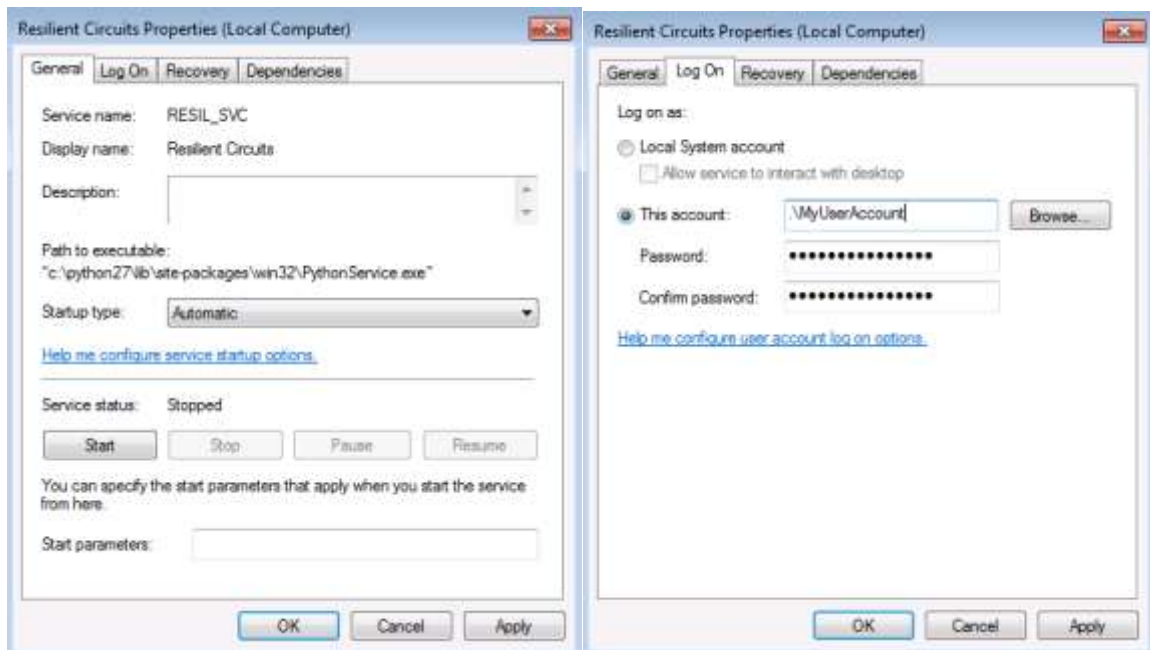 Resilient Circuits Properties (Local Computer)
General Log On Recovery Dependencies
Service name: RESIL_SVC
Display name: Resilient Circuits
Description:
Path to executable:
"c:\python27\lib\site-packages\win32\PythonService.exe"
Startup type: Automatic
Help me configure service startup options.
Service status: Stopped
Start Stop Pause Resume
You can specify the start parameters that apply when you start the service
from here.
Start parameters:
OK Cancel Apply
Resilient Circuits Properties (Local Computer)
General Log On Recovery Dependencies
Log on as:
Local System account
Allow service to interact with desktop
This account: .\MyUserAccount Browse...
Password: •••••••••••••••
Confirm password: •••••••••••••••
Help me configure user account log on options.
OK Cancel Apply